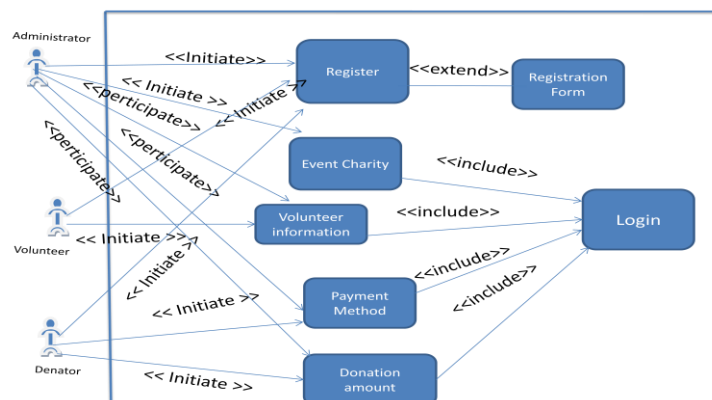 Administrator
<<Initiate>>
Register
<<extend>>
Registration
Form
<< Initiate >>
<<perticipate>>
<< Initiate >>
<<perticipate>>
<<perticipate>>
Event Charity
<<include>>
Volunteer
information
<<include>>
Login
Volunteer
<< Initiate >>
<< Initiate >>
<<include>>
<<include>>
Payment
Method
<< Initiate >>
Denator
<< Initiate >>
Donation
amount